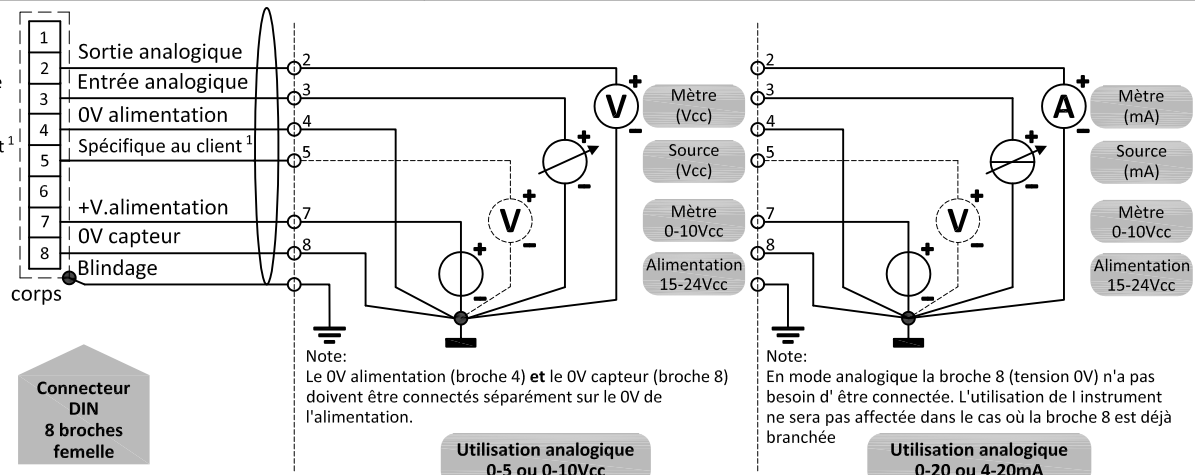 1
2
3
4
5
6
7
8
Sortie analogique
Entrée analogique
0V alimentation
Spécifique au client 1
+V.alimentation
0V capteur
Blindage
corps
t 1
Connecteur
DIN
8 broches
femelle
2
3
4
5
7
8
V
+
−
+
−
V
+
−
+
−
Mètre
(Vcc)
Source
(Vcc)
Mètre
0-10Vcc
Alimentation
15-24Vcc
Note:
Le 0V alimentation (broche 4) et le 0V capteur (broche 8)
doivent être connectés séparément sur le 0V de
l'alimentation.
Utilisation analogique
0-5 ou 0-10Vcc
2
3
4
5
7
8
A
+
−
+
−
V
+
−
+
−
Mètre
(mA)
Source
(mA)
Mètre
0-10Vcc
Alimentation
15-24Vcc
Note:
En mode analogique la broche 8 (tension 0V) n'a pas
besoin d' être connectée. L'utilisation de l instrument
ne sera pas affectée dans le cas où la broche 8 est déjà
branchée
Utilisation analogique
0-20 ou 4-20mA